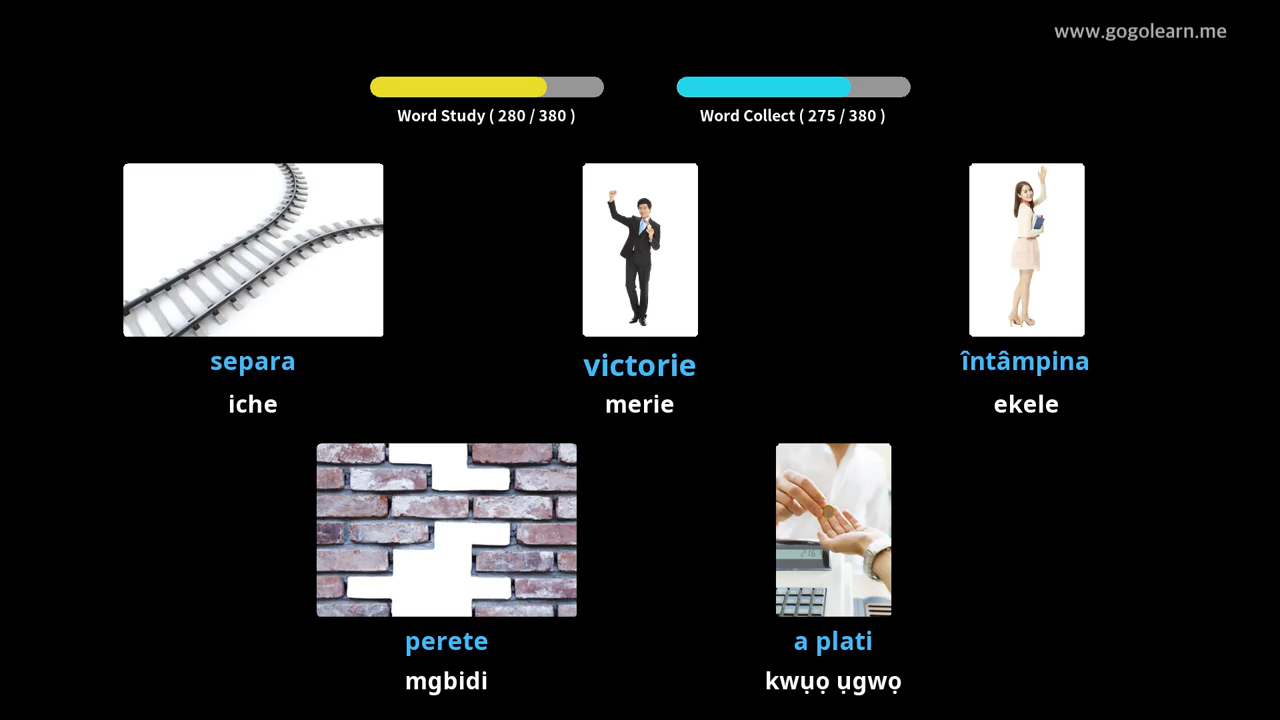 www.gogolearn.me
Word Study ( 280 / 380 )
Word Collect ( 275 / 380 )
separa
victorie
întâmpina
iche
merie
ekele
perete
a plati
mgbidi
kwụọ ụgwọ